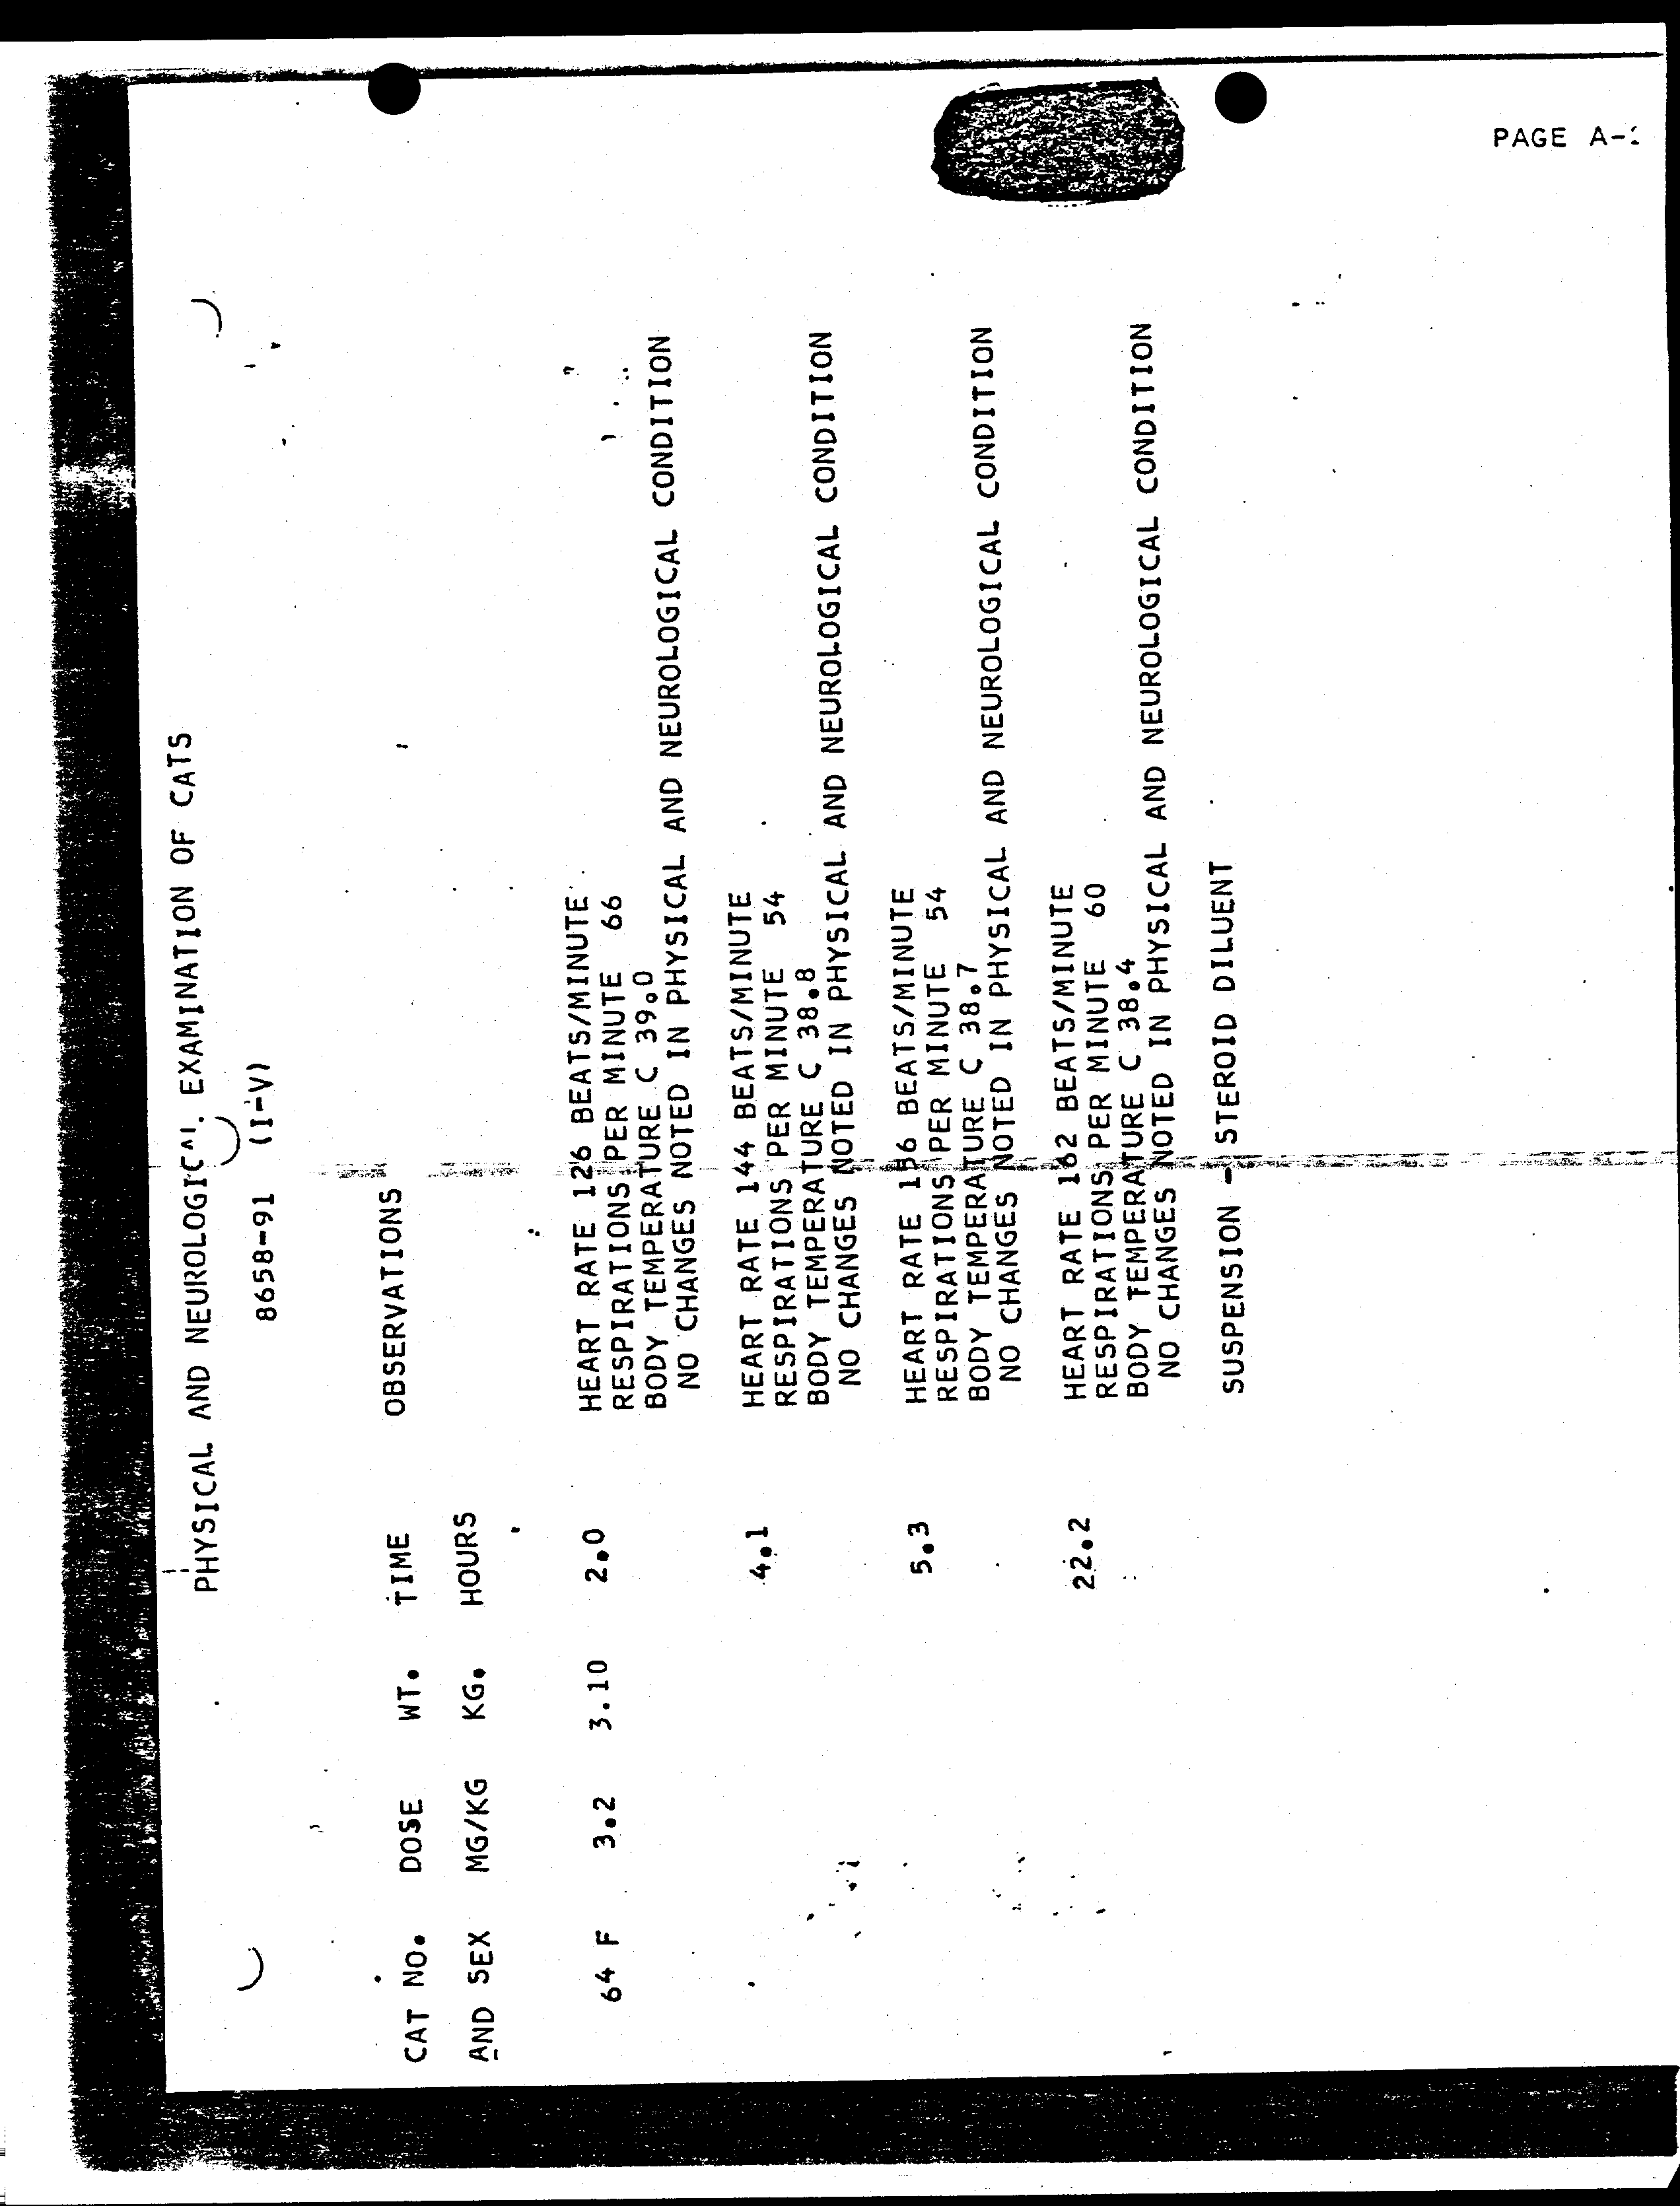 PAGE A-
PHYSICAL AND NEUROLOGICAL EXAMINATION OF CATS
8658-91 (I-V)
CAT NO. DOSE WT. TIME OBSERVATIONS
AND SEX MG/KG KG. HOURS
64 F 3.2 3.10 2.0 HEART RATE 126 BEATS/MINUTE
RESPIRATIONS PER MINUTE 66
BODY TEMPERATURE C 39.0
NO CHANGES NOTED IN PHYSICAL AND NEUROLOGICAL CONDITION
4.1 HEART RATE 144 BEATS/MINUTE
RESPIRATIONS PER MINUTE 54
BODY TEMPERATURE C 38.8
NO CHANGES NOTED IN PHYSICAL AND NEUROLOGICAL CONDITION
5.3 HEART RATE 156 BEATS/MINUTE
RESPIRATIONS PER MINUTE 54
BODY TEMPERATURE C 38.7
NO CHANGES NOTED IN PHYSICAL AND NEUROLOGICAL CONDITION
22.2 HEART RATE 162 BEATS/MINUTE
RESPIRATIONS PER MINUTE 60
BODY TEMPERATURE C 38.4
NO CHANGES NOTED IN PHYSICAL AND NEUROLOGICAL CONDITION
SUSPENSION - STEROID DILUENT